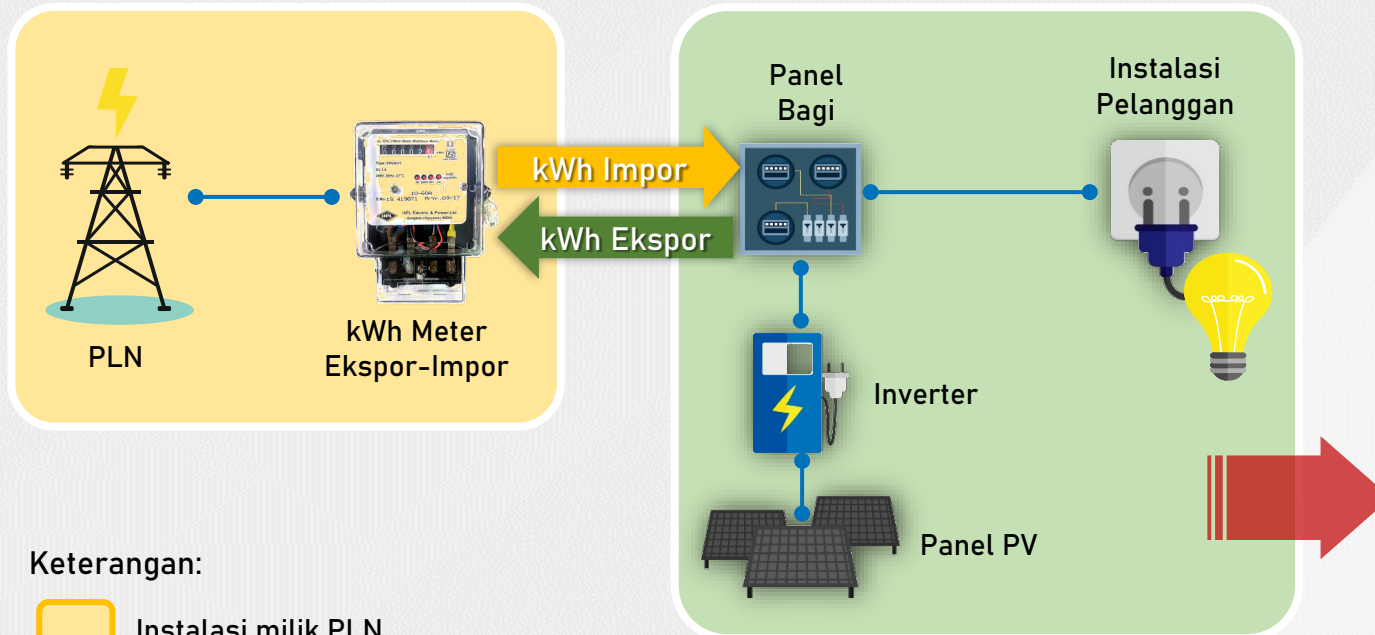 PLN
kWh Meter
Ekspor-Impor
kWh Impor
kWh Ekspor
Panel
Bagi
Instalasi
Pelanggan
Inverter
Panel PV
Keterangan:
Instalasi milik PLN